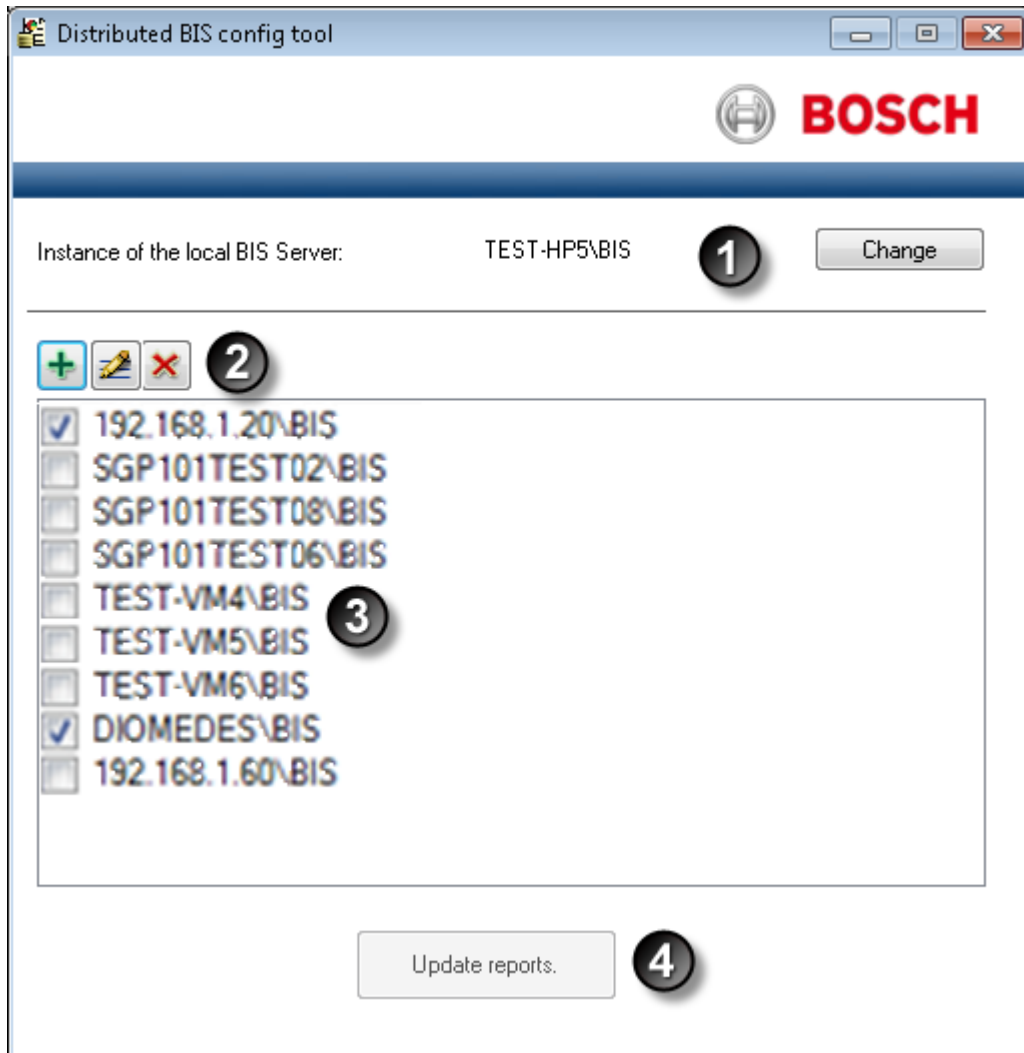 Distributed BIS config tool
BOSCH
Instance of the local BIS Server: TEST-HP5\BIS 1 Change
2
192.168.1.20\BIS
SGP101TEST02\BIS
SGP101TEST08\BIS
SGP101TEST06\BIS
TEST-VM4\BIS
3
TEST-VM5\BIS
TEST-VM6\BIS
DIOMEDES\BIS
192.168.1.60\BIS
Update reports. 4